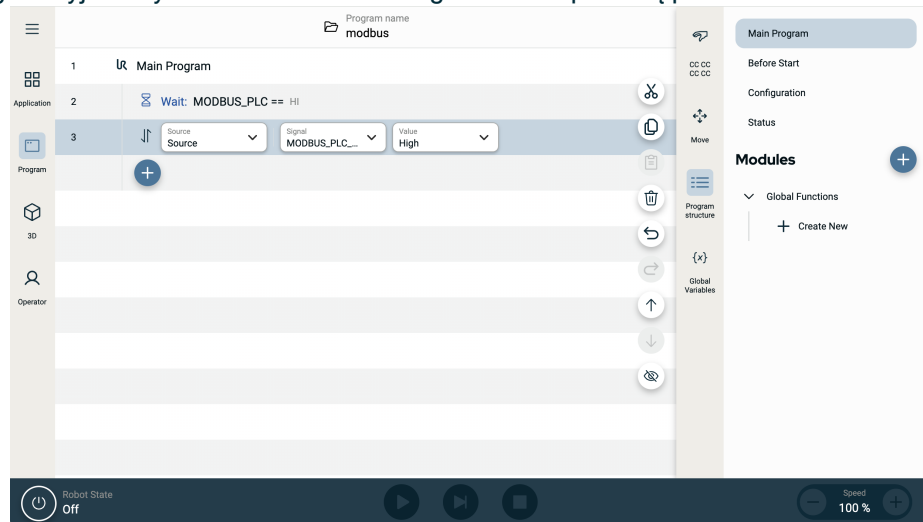 Program name
modbus
Application
Program
3D
Operator
1 Main Program
2 Wait: MODBUS_PLC == HI
3 Source Source Signal MODBUS_PLC_... Value High
CC CC
CC CC
Move
Program structure
{x}
Global Variables
Main Program
Before Start
Configuration
Status
Modules
Global Functions
Create New
Robot State
Off
Speed
100 %